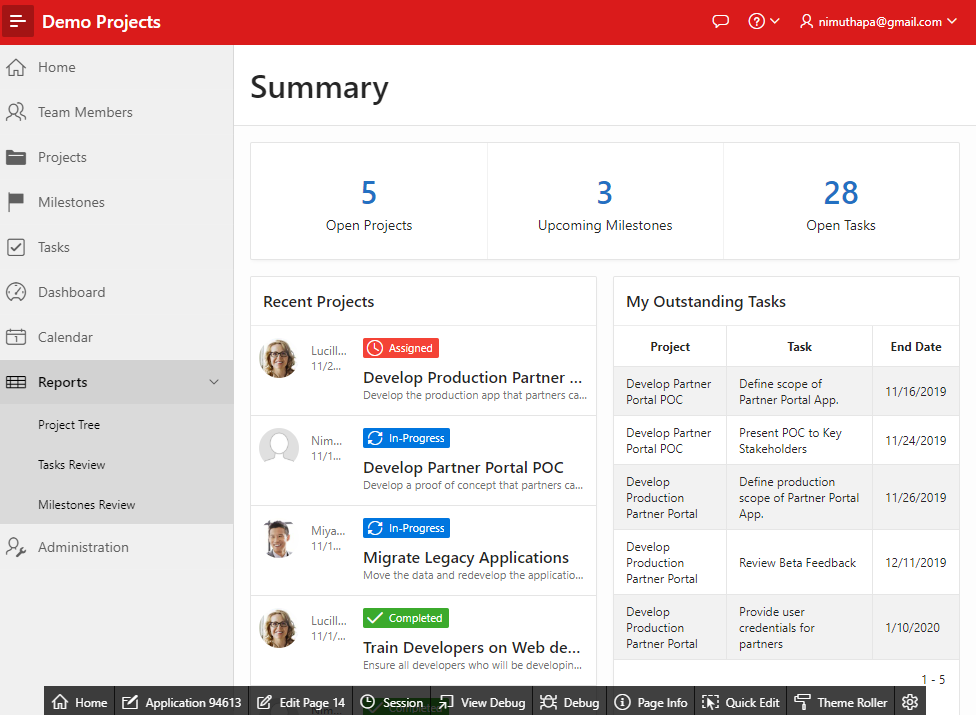 Demo Projects
nimuthapa@gmail.com
Home
Team Members
Projects
Milestones
Tasks
Dashboard
1
Calendar
Reports
Project Tree
Tasks Review
Milestones Review
Administration
Summary
5
Open Projects
3
Upcoming Milestones
28
Open Tasks
Recent Projects
Lucill...
11/2...
Assigned
Develop Production Partner ...
Develop the production app that partners ca...
Nim...
11/1...
In-Progress
Develop Partner Portal POC
Develop a proof of concept that partners ca...
Miya...
11/1...
In-Progress
Migrate Legacy Applications
Move the data and redevelop the applicatio...
Lucill...
11/1/...
Completed
Train Developers on Web de...
Ensure all developers who will be developin...
My Outstanding Tasks
Project Task End Date
Develop Partner
Portal POC
Define scope of
Partner Portal App.
11/16/2019
Develop Partner
Portal POC
Present POC to Key
Stakeholders
11/24/2019
Develop
Production
Partner Portal
Define production
scope of Partner Portal
App.
11/26/2019
Develop
Production
Partner Portal
Review Beta Feedback
12/11/2019
Develop
Production
Partner Portal
Provide user
credentials for
partners
1/10/2020
1 - 5
Home Application 94613 Edit Page 14 Session View Debug Debug Page Info Quick Edit Theme Roller